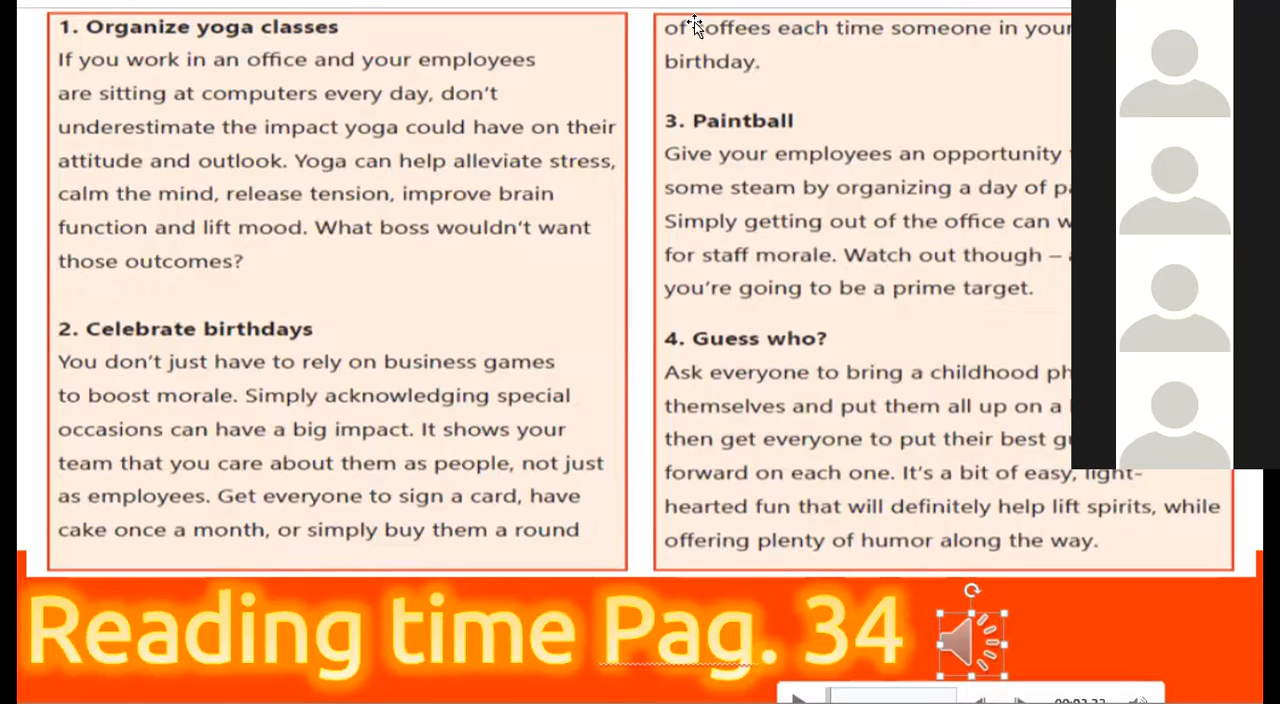 1. Organize yoga classes
If you work in an office and your employees
are sitting at computers every day, don't
underestimate the impact yoga could have on their
attitude and outlook. Yoga can help alleviate stress,
calm the mind, release tension, improve brain
function and lift mood. What boss wouldn't want
those outcomes?
2. Celebrate birthdays
You don't just have to rely on business games
to boost morale. Simply acknowledging special
occasions can have a big impact. It shows your
team that you care about them as people, not just
as employees. Get everyone to sign a card, have
cake once a month, or simply buy them a round
of coffees each time someone in your
birthday.
3. Paintball
Give your employees an opportunity
some steam by organizing a day of
Simply getting out of the office can
for staff morale. Watch out though –
you're going to be a prime target.
4. Guess who?
Ask everyone to bring a childhood
themselves and put them all up on a
then get everyone to put their best
forward on each one. It's a bit of easy, light-
hearted fun that will definitely help lift spirits, while
offering plenty of humor along the way.
Reading time Pag. 34